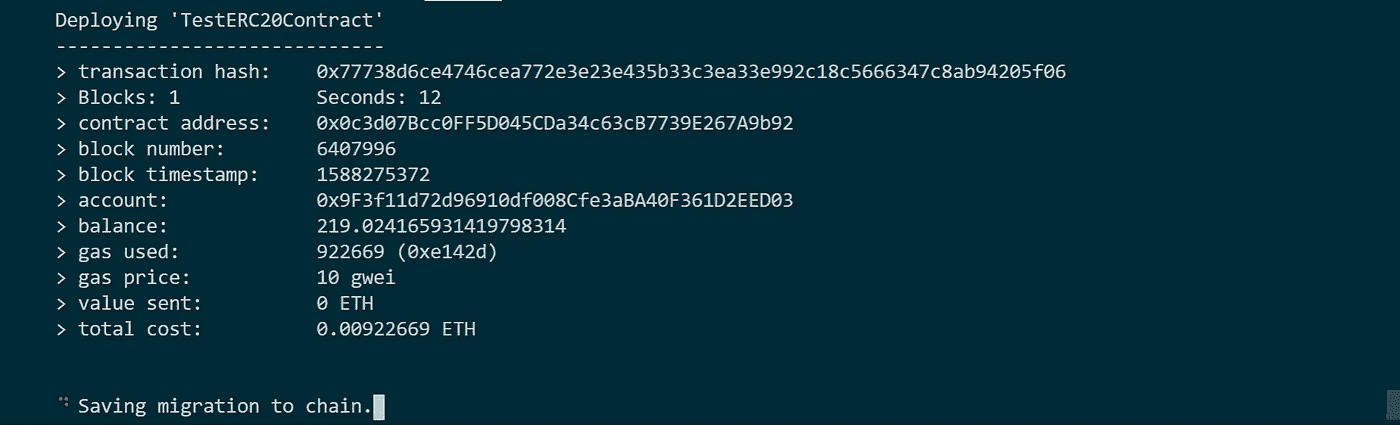 Deploying 'TestERC20Contract'
-----------------------------
> transaction hash:    0x77738d6ce4746cea772e3e23e435b33c3ea33e992c18c5666347c8ab94205f06
> Blocks: 1            Seconds: 12
> contract address:    0x0c3d07Bcc0FF5D045CDa34c63cB7739E267A9b92
> block number:        6407996
> block timestamp:     1588275372
> account:             0x9F3f11d72d96910df008Cfe3aBA40F361D2EED03
> balance:             219.024165931419798314
> gas used:            922669 (0xe142d)
> gas price:           10 gwei
> value sent:          0 ETH
> total cost:          0.00922669 ETH
Saving migration to chain.